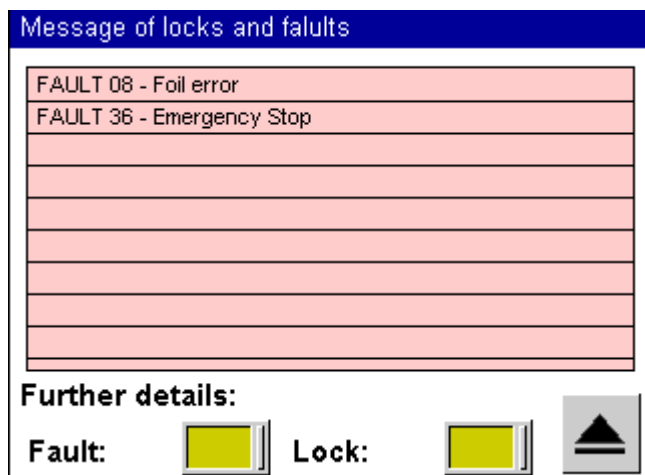 Message of locks and falults
FAULT 08 - Foil error
FAULT 36 - Emergency Stop
Further details:
Fault: Lock: